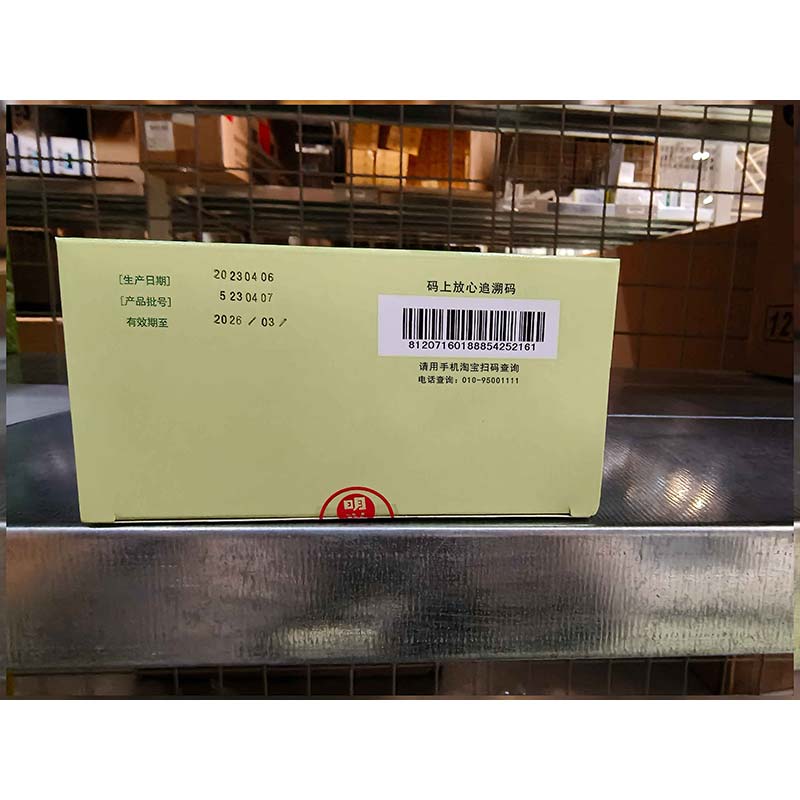 [生产日期] 20230406
[产品批号] 5230407
有效期至 2026 / 03 /
码上放心追溯码
81207160188854252161
请用手机淘宝扫码查询
电话查询：010-95001111
明
12